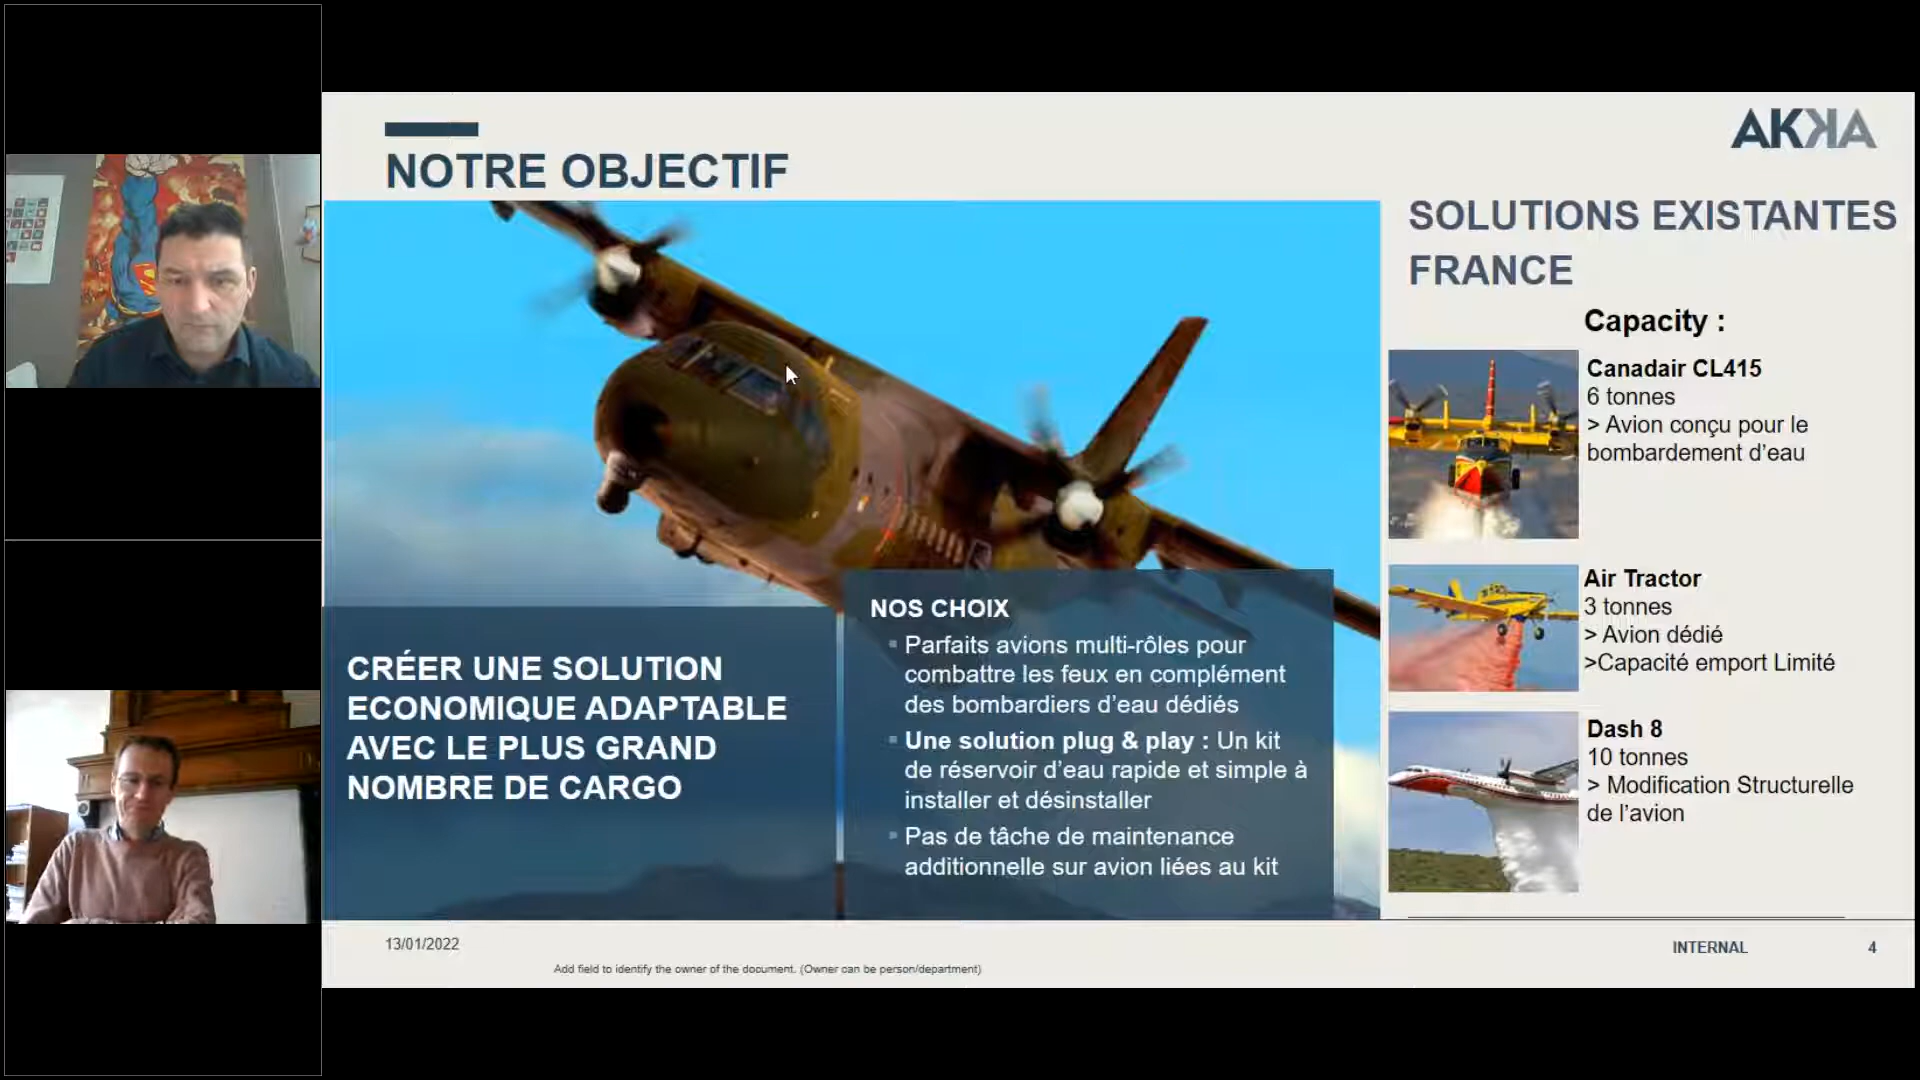 NOTRE OBJECTIF
AKKA
CRÉER UNE SOLUTION
ECONOMIQUE ADAPTABLE
AVEC LE PLUS GRAND
NOMBRE DE CARGO
NOS CHOIX
Parfaits avions multi-rôles pour
combattre les feux en complément
des bombardiers d’eau dédiés
Une solution plug & play : Un kit
de réservoir d’eau rapide et simple à
installer et désinstaller
Pas de tâche de maintenance
additionnelle sur avion liées au kit
SOLUTIONS EXISTANTES
FRANCE
Capacity :
Canadair CL415
6 tonnes
> Avion conçu pour le
bombardement d’eau
Air Tractor
3 tonnes
> Avion dédié
>Capacité emport Limité
Dash 8
10 tonnes
> Modification Structurelle
de l’avion
13/01/2022
Add field to identify the owner of the document. (Owner can be person/department)
INTERNAL
4